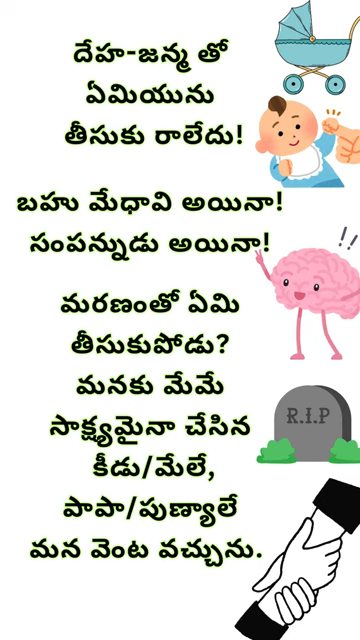 దేహ-జన్మ తో
ఏమియును
తీసుకు రాలేదు!
బహు మేధావి అయినా!
సంపన్నుడు అయినా!
మరణంతో ఏమి
తీసుకుపోడు?
మనకు మేమే
సాక్ష్యమైనా చేసిన
కీడు/మేలే,
పాపా/పుణ్యాలే
మన వెంట వచ్చును.
R.I.P